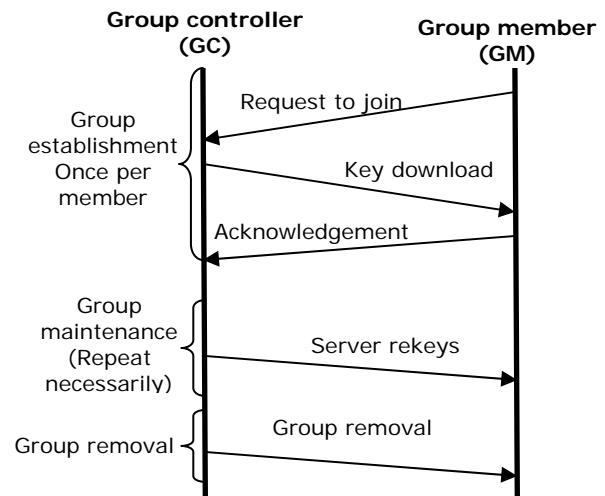 Group controller
(GC)
Group member
(GM)
Group
establishment
Once per
member
Request to join
Key download
Acknowledgement
Group
maintenance
(Repeat
necessarily)
Server rekeys
Group removal
Group removal